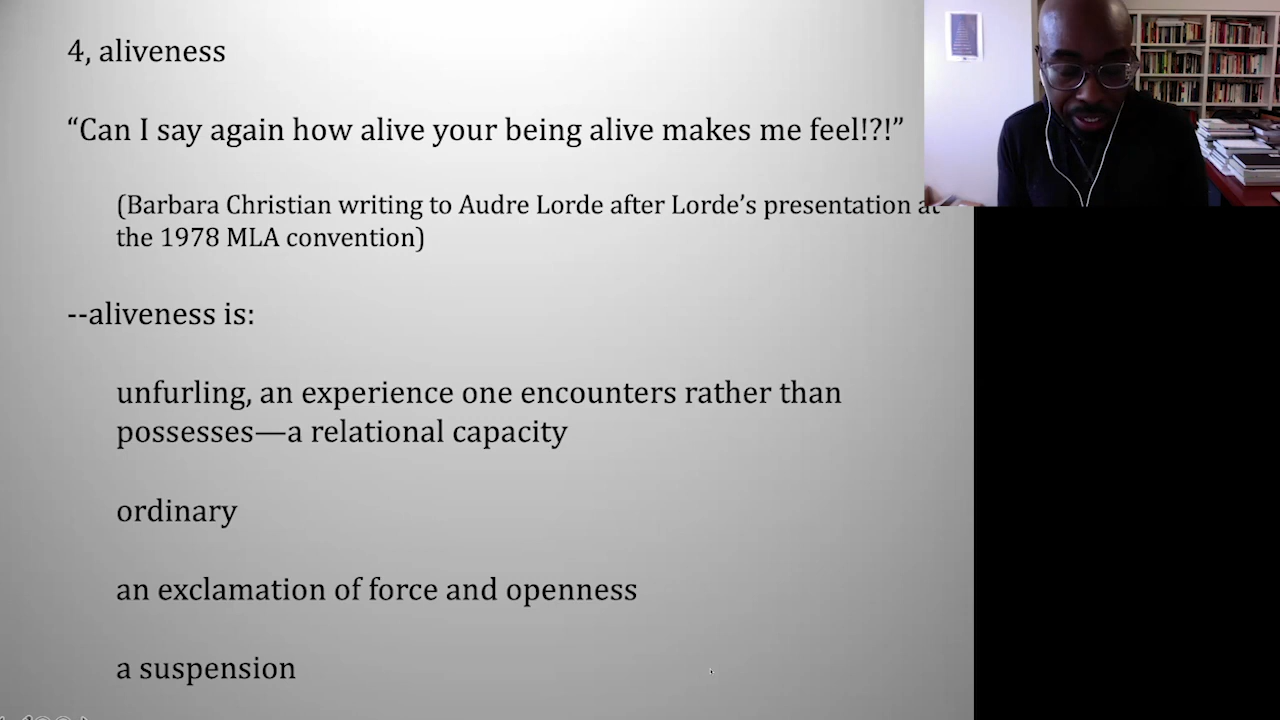 4, aliveness
“Can I say again how alive your being alive makes me feel!?!”
(Barbara Christian writing to Audre Lorde after Lorde’s presentation at
the 1978 MLA convention)
--aliveness is:
unfurling, an experience one encounters rather than
possesses—a relational capacity
ordinary
an exclamation of force and openness
a suspension